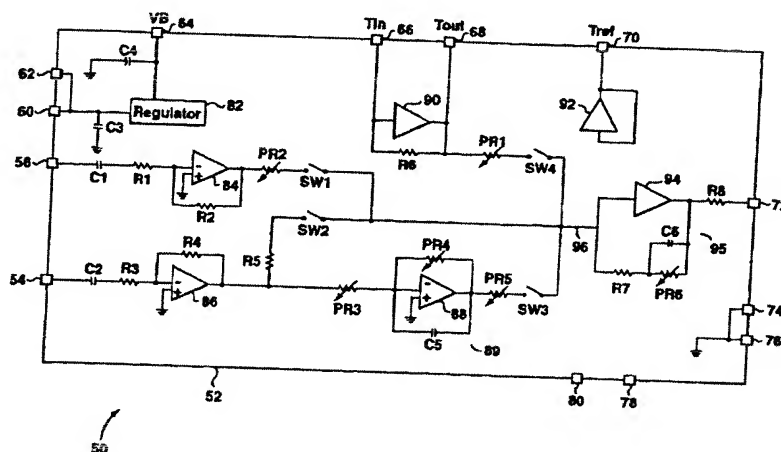 VB
64
TIn
66
Tout
68
Tref
70
C4
62
60
Regulator
82
C3
90
92
R6
PR1
SW4
56
C1
R1
84
R2
PR2
SW1
SW2
94
R8
72
C6
95
96
R7
PR6
54
C2
R3
R4
86
R5
PR3
PR4
88
C5
89
PR5
SW3
74
76
52
80
78
50